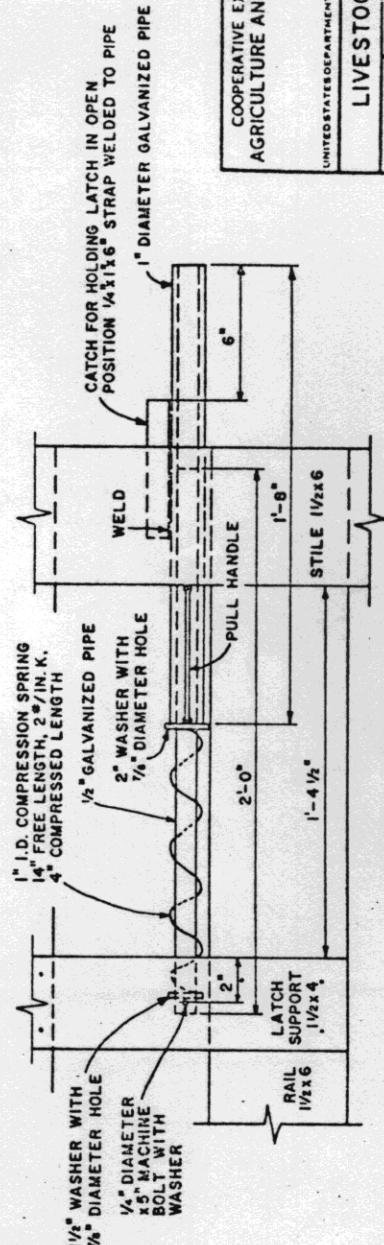 1" I.D. COMPRESSION SPRING
14" FREE LENGTH, 2#/IN. K.
4" COMPRESSED LENGTH
1/2" GALVANIZED PIPE
2" WASHER WITH
7/8" DIAMETER HOLE
CATCH FOR HOLDING LATCH IN OPEN
POSITION 1/4"x1"x6" STRAP WELDED TO PIPE
1" DIAMETER GALVANIZED PIPE
WELD
PULL HANDLE
6"
1'-8"
2'-0"
1'-4 1/2"
2"
STILE 1 1/2x6
LATCH
SUPPORT
1 1/2x4
RAIL
1 1/2x6
WASHER WITH
DIAMETER HOLE
1/4" DIAMETER
x5" MACHINE
BOLT WITH
WASHER
COOPERATIVE
AGRICULTURE
UNITED STATES DEPARTMENT